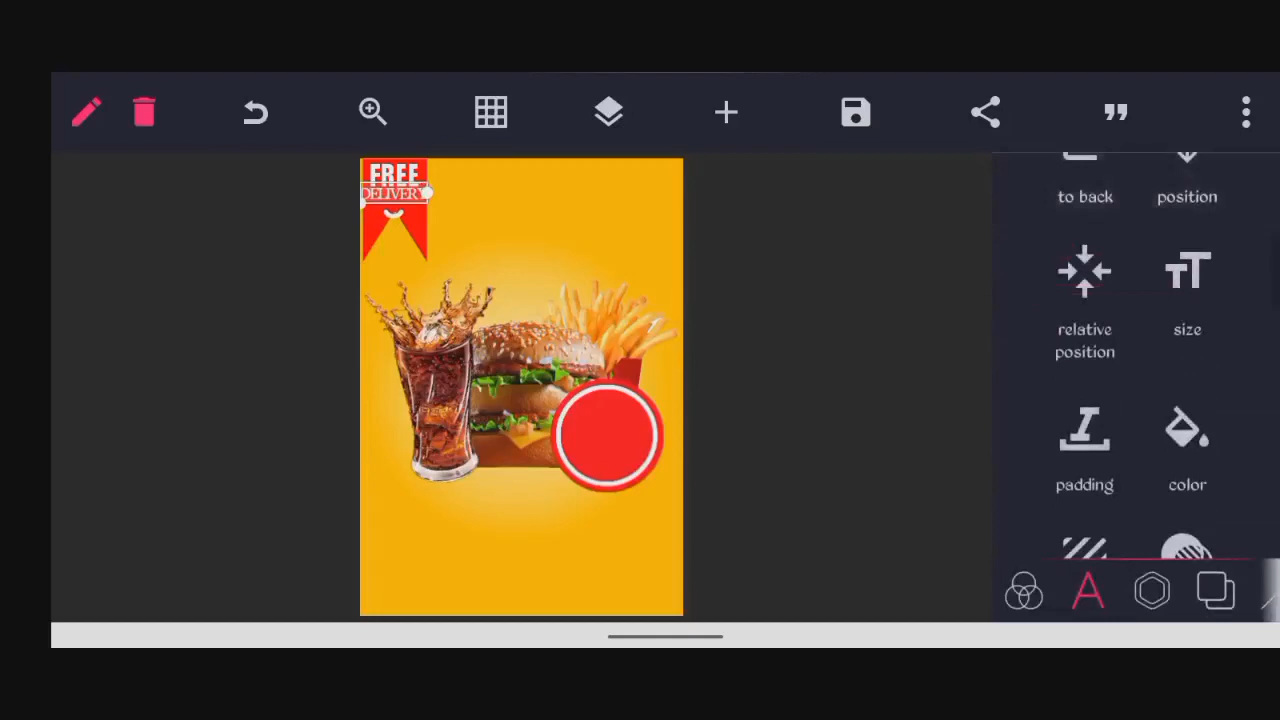 FREE
DELIVERY
to back
position
relative
position
size
padding
color